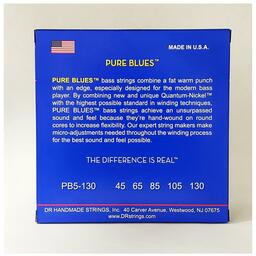 MADE IN U.S.A.
PURE BLUES™
PURE BLUES™ bass strings combine a fat warm punch
with an edge, especially designed for the modern bass
player. By combining new and unique Quantum-Nickel™
with the highest possible standard in winding techniques,
PURE BLUES™ bass strings achieve an unsurpassed
sound and feel because they're hand-wound on round
cores to increase flexibility. Our expert string makers make
micro-adjustments needed throughout the winding process
for the best sound and feel possible.
THE DIFFERENCE IS REAL™
PB5-130 45 65 85 105 130
DR HANDMADE STRINGS, Inc. 40 Carver Avenue, Westwood, NJ 07675
www.DRstrings.com